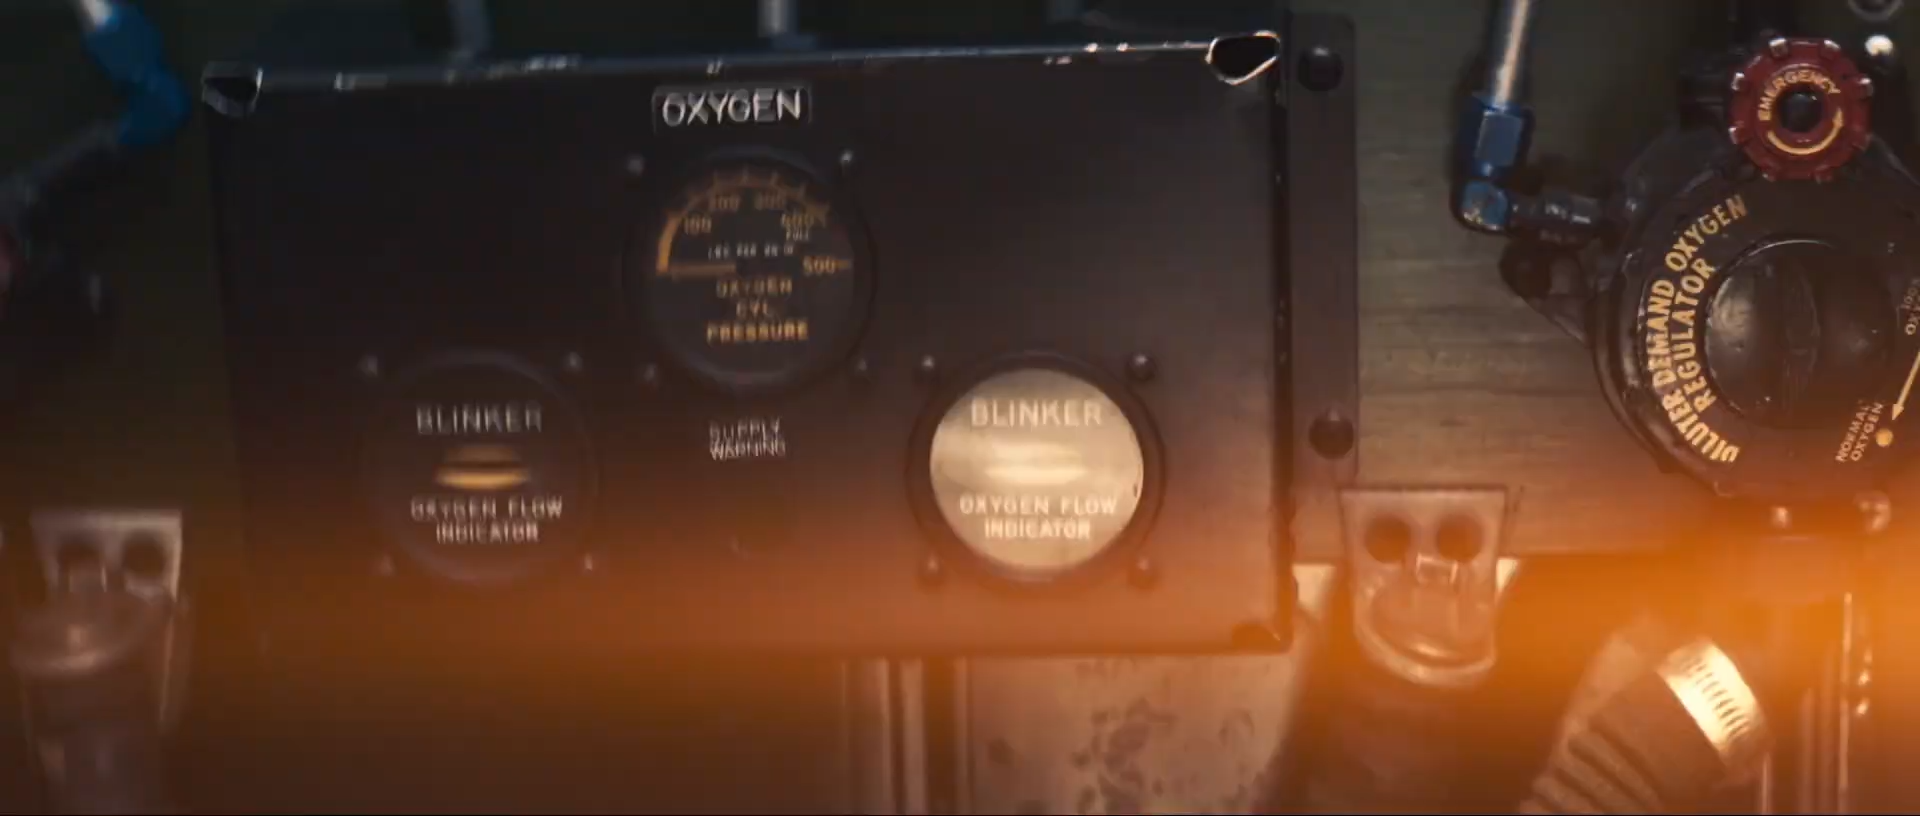 OXYGEN
100
200
300
400
FULL
500
OXYGEN
CYL.
PRESSURE
BLINKER
OXYGEN FLOW
INDICATOR
SUPPLY
WARNING
BLINKER
OXYGEN FLOW
INDICATOR
EMERGENCY
DILUTER DEMAND OXYGEN
REGULATOR
NORMAL
OXYGEN